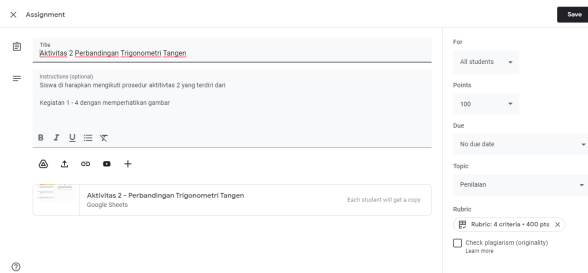 Assignment
Save
Title
Aktivitas 2 Perbandingan Trigonometri Tangen
Instructions (optional)
Siswa di harapkan mengikuti prosedur aktitivitas 2 yang terdiri dari
Kegiatan 1 - 4 dengan memperhatikan gambar
B I U
Aktivitas 2 - Perbandingan Trigonometri Tangen
Google Sheets
Each student will get a copy
For
All students
Points
100
Due
No due date
Topic
Penilaian
Rubric
Rubric: 4 criteria • 400 pts
Check plagiarism (originality)
Learn more